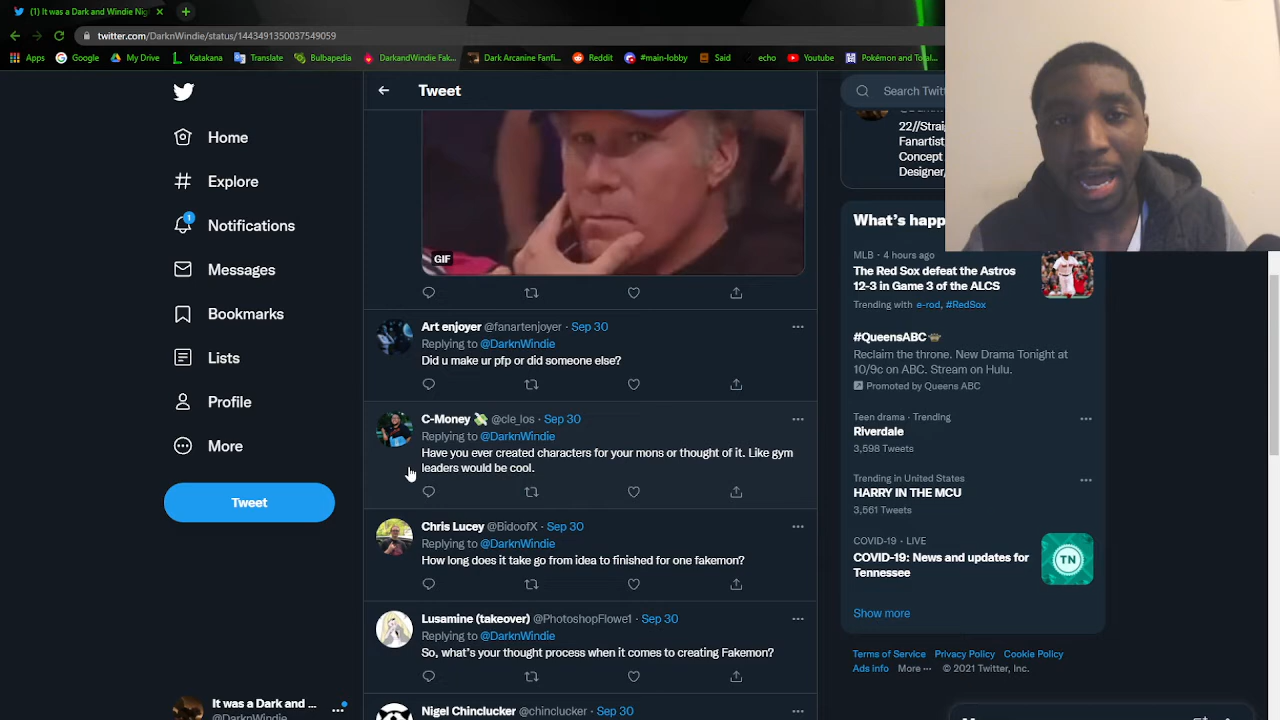 (1) It was a Dark and Windie Nig
twitter.com/DarknWindie/status/1443491350037549059
Apps
Google
My Drive
Katakana
Translate
Bulbapedia
DarkandWindie Fak...
Dark Arcanine Fanfi...
Reddit
#main-lobby
Said
echo
Youtube
Pokémon and Total...
Home
Explore
1
Notifications
Messages
Bookmarks
Lists
Profile
More
Tweet
It was a Dark and ...
@DarknWindie
Tweet
GIF
Art enjoyer @fanartenjoyer · Sep 30
Replying to @DarknWindie
Did u make ur pfp or did someone else?
C-Money 💸 @cle_los · Sep 30
Replying to @DarknWindie
Have you ever created characters for your mons or thought of it. Like gym
leaders would be cool.
Chris Lucey @BidoofX · Sep 30
Replying to @DarknWindie
How long does it take go from idea to finished for one fakemon?
Lusamine (takeover) @PhotoshopFlowe1 · Sep 30
Replying to @DarknWindie
So, what's your thought process when it comes to creating Fakemon?
Nigel Chinclucker @chinclucker · Sep 30
Search Twitt
22//Strai
Fanartist,
Concept
Designer/
What's happ
MLB · 4 hours ago
The Red Sox defeat the Astros
12-3 in Game 3 of the ALCS
Trending with e-rod, #RedSox
#QueensABC
Reclaim the throne. New Drama Tonight at
10/9c on ABC. Stream on Hulu.
Promoted by Queens ABC
Teen drama · Trending
Riverdale
3,598 Tweets
Trending in United States
HARRY IN THE MCU
3,561 Tweets
COVID-19 · LIVE
COVID-19: News and updates for
Tennessee
TN
Show more
Terms of Service Privacy Policy Cookie Policy
Ads info More ··· © 2021 Twitter, Inc.